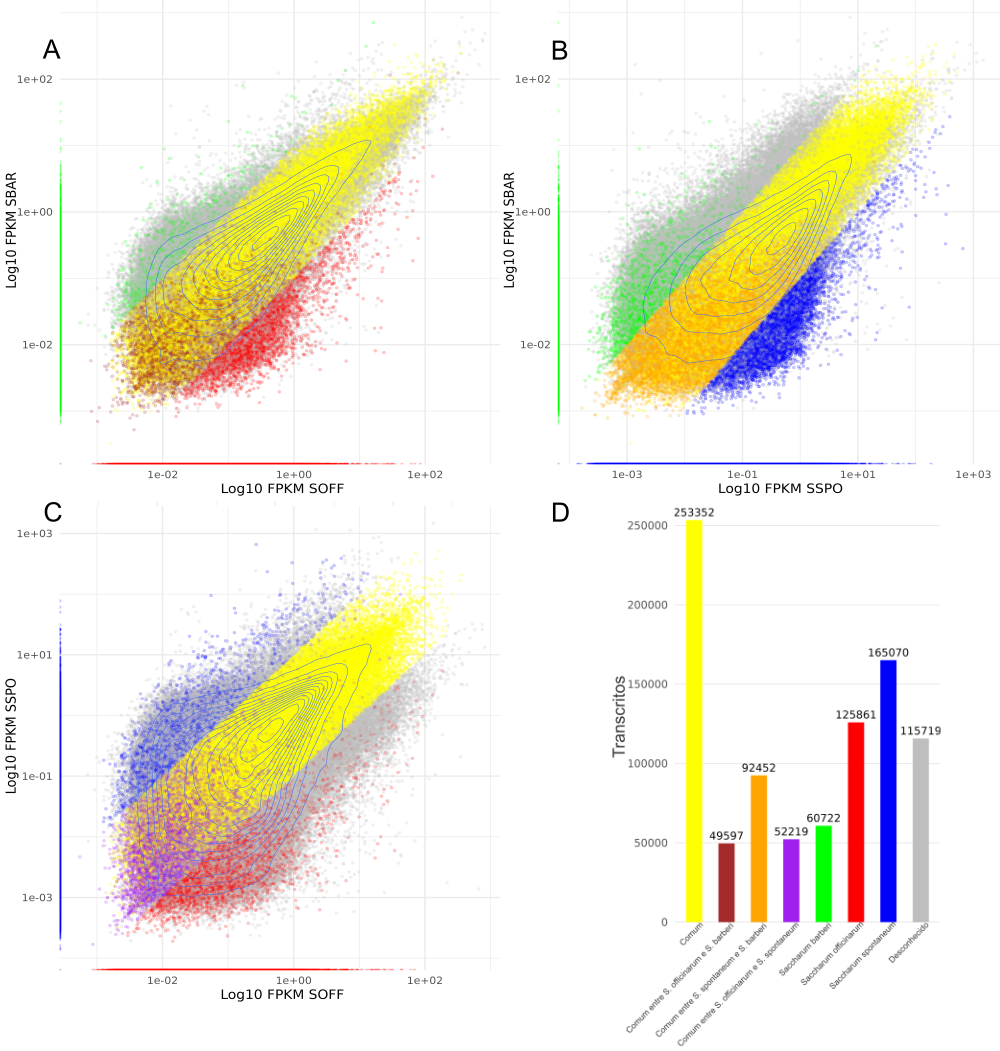 A
1e+02
1e+00
1e-02
Log10 FPKM SBAR
1e-02
1e+00
1e+02
Log10 FPKM SOFF
B
1e+02
1e+00
1e-02
Log10 FPKM SBAR
1e-03
1e-01
1e+01
1e+03
Log10 FPKM SSPO
C
1e+03
1e+01
1e-01
1e-03
Log10 FPKM SSPO
1e-02
1e+00
1e+02
Log10 FPKM SOFF
D
250000
200000
150000
100000
50000
0
Transcritos
253352
49597
92452
52219
60722
125861
165070
115719
Comum
Comum entre S. officinarum e S. barberi
Comum entre S. spontaneum e S. barberi
Comum entre S. officinarum e S. spontaneum
Saccharum barberi
Saccharum officinarum
Saccharum spontaneum
Desconhecido